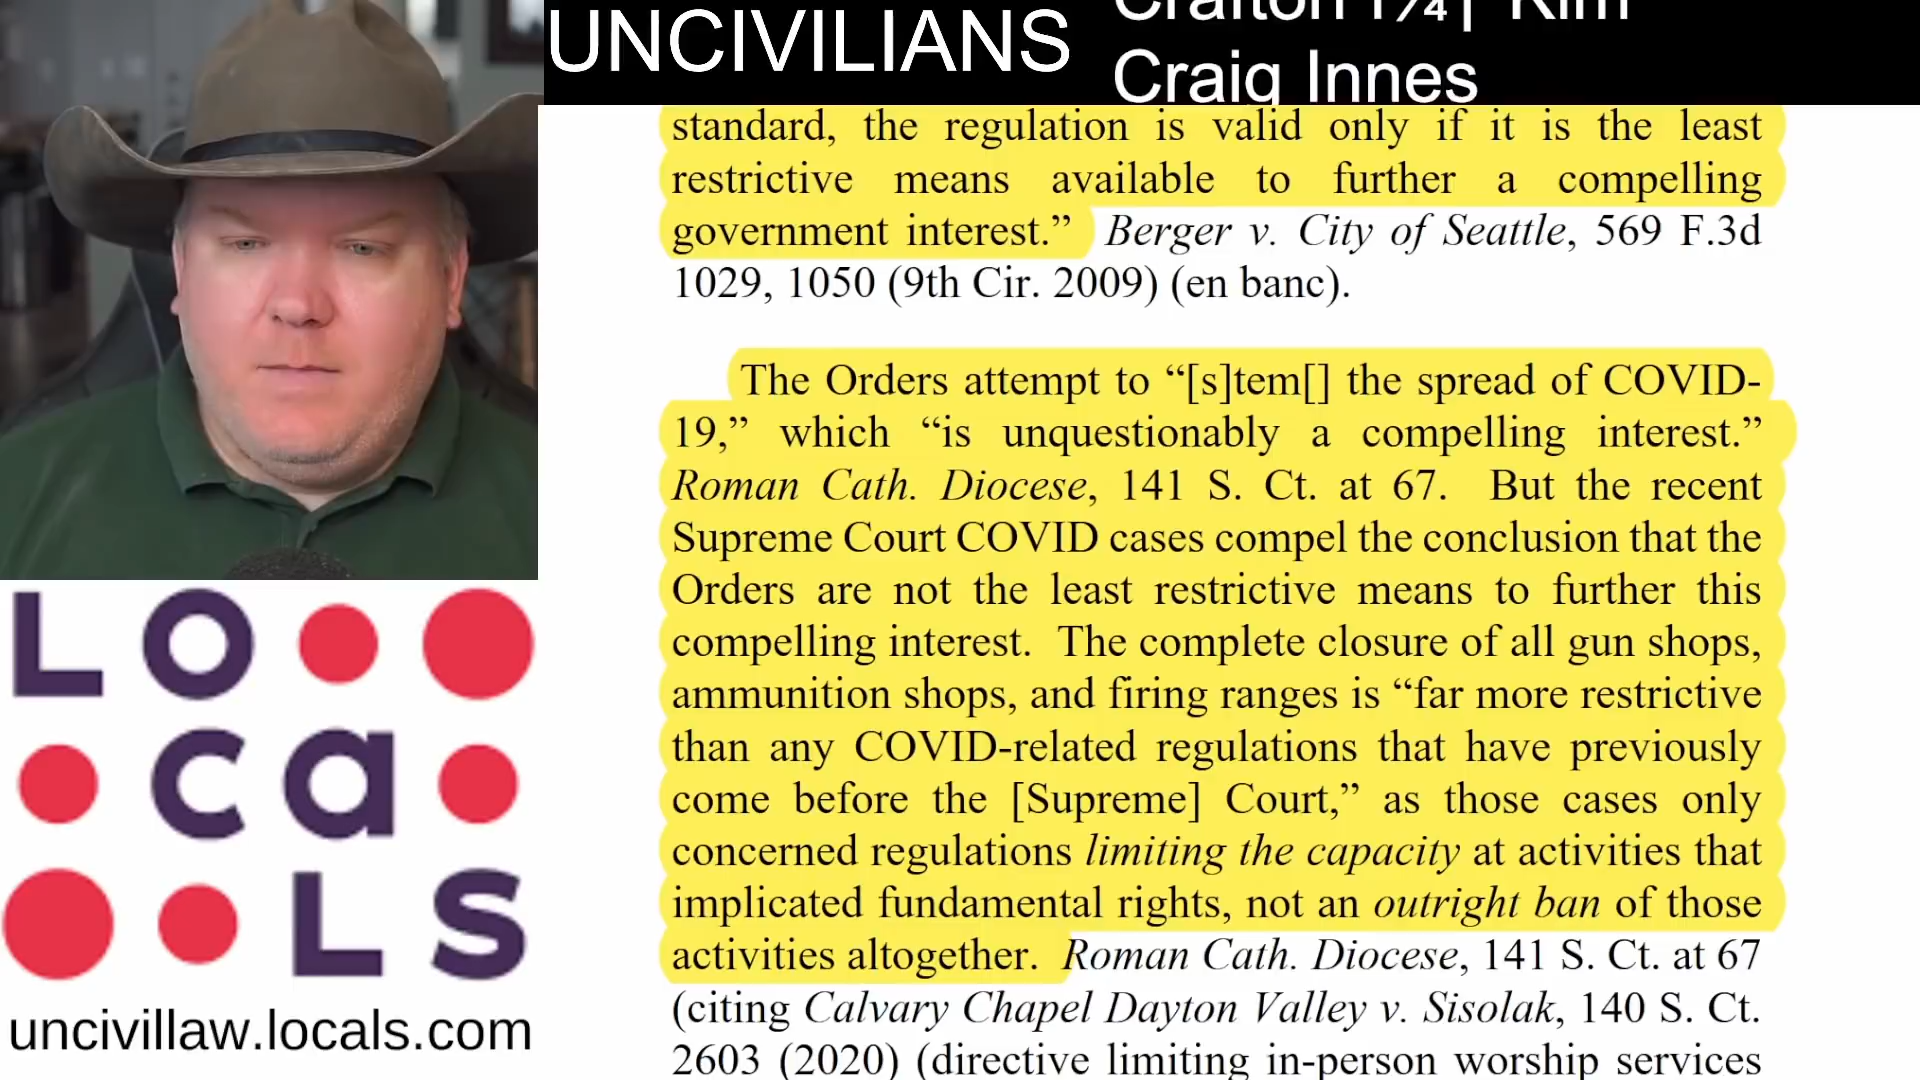 UNCIVILIANS
Craig Innes
standard, the regulation is valid only if it is the least
restrictive means available to further a compelling
government interest.” Berger v. City of Seattle, 569 F.3d
1029, 1050 (9th Cir. 2009) (en banc).
The Orders attempt to “[s]tem[] the spread of COVID-
19,” which “is unquestionably a compelling interest.”
Roman Cath. Diocese, 141 S. Ct. at 67. But the recent
Supreme Court COVID cases compel the conclusion that the
Orders are not the least restrictive means to further this
compelling interest. The complete closure of all gun shops,
ammunition shops, and firing ranges is “far more restrictive
than any COVID-related regulations that have previously
come before the [Supreme] Court,” as those cases only
concerned regulations limiting the capacity at activities that
implicated fundamental rights, not an outright ban of those
activities altogether. Roman Cath. Diocese, 141 S. Ct. at 67
(citing Calvary Chapel Dayton Valley v. Sisolak, 140 S. Ct.
2603 (2020) (directive limiting in-person worship services
LO
ca
LS
uncivillaw.locals.com